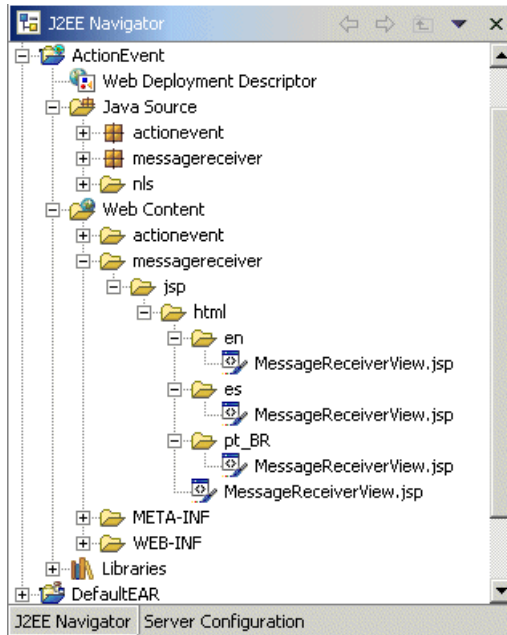 J2EE Navigator
ActionEvent
Web Deployment Descriptor
Java Source
actionevent
messagereceiver
nls
Web Content
actionevent
messagereceiver
jsp
html
en
MessageReceiverView.jsp
es
MessageReceiverView.jsp
pt_BR
MessageReceiverView.jsp
MessageReceiverView.jsp
META-INF
WEB-INF
Libraries
DefaultEAR
J2EE Navigator Server Configuration